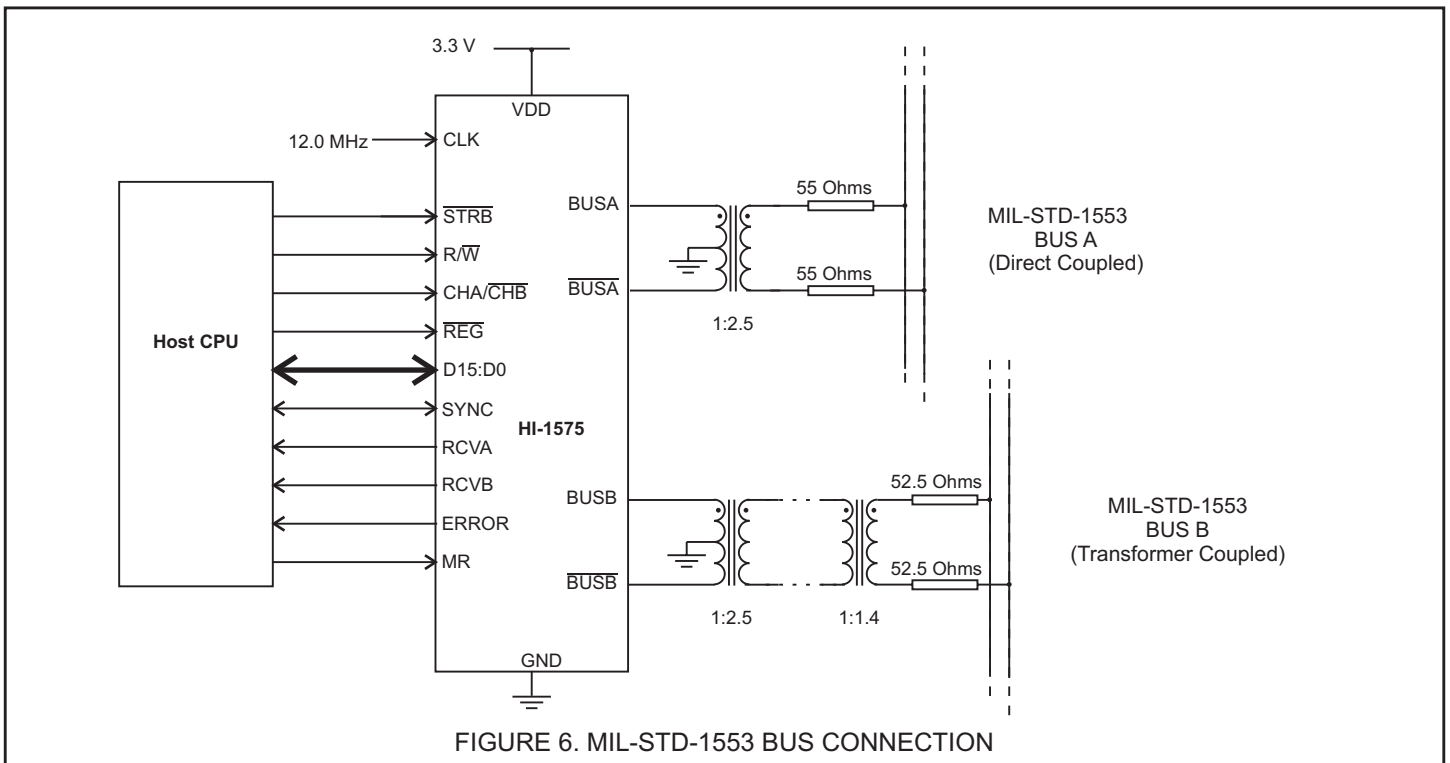 3.3 V
VDD
12.0 MHz
CLK
STRB
R/W
CHA/CHB
REG
D15:D0
SYNC
RCVA
RCVB
ERROR
MR
Host CPU
HI-1575
BUSA
BUSA
BUSB
BUSB
GND
1:2.5
55 Ohms
55 Ohms
MIL-STD-1553
BUS A
(Direct Coupled)
1:2.5
1:1.4
52.5 Ohms
52.5 Ohms
MIL-STD-1553
BUS B
(Transformer Coupled)
FIGURE 6. MIL-STD-1553 BUS CONNECTION